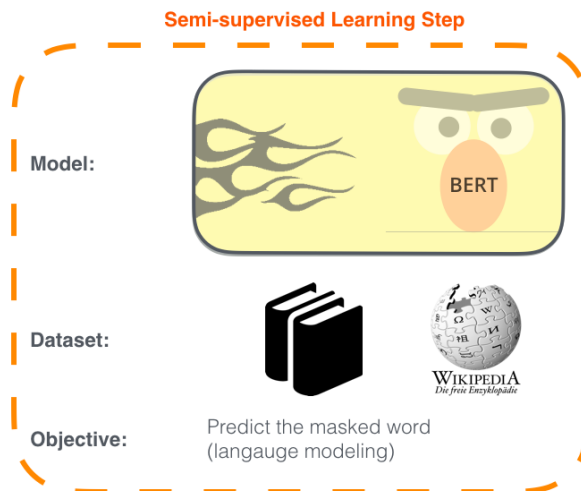 Semi-supervised Learning Step
Model:
BERT
Dataset:
WIKIPEDIA
Die freie Enzyklopädie
Objective:
Predict the masked word
(langauge modeling)